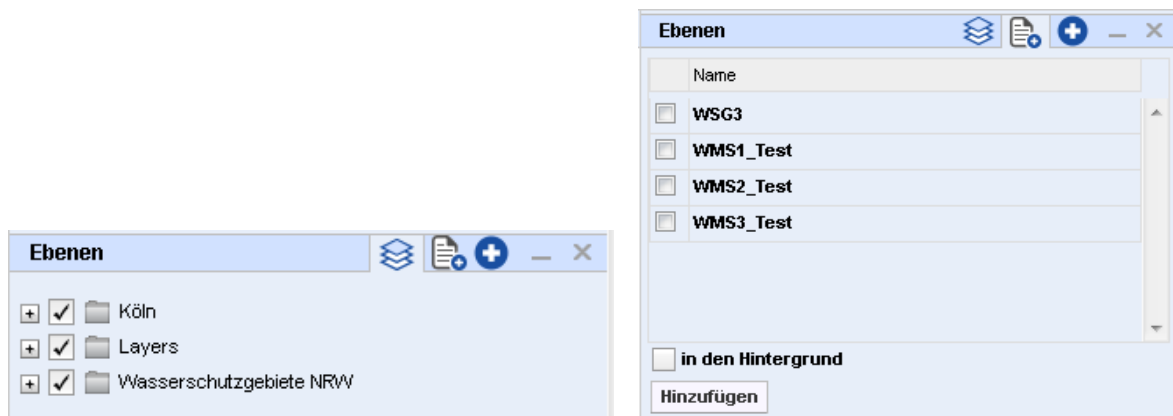 Ebenen
Köln
Layers
Wasserschutzgebiete NRW
Ebenen
Name
WSG3
WMS1_Test
WMS2_Test
WMS3_Test
in den Hintergrund
Hinzufügen